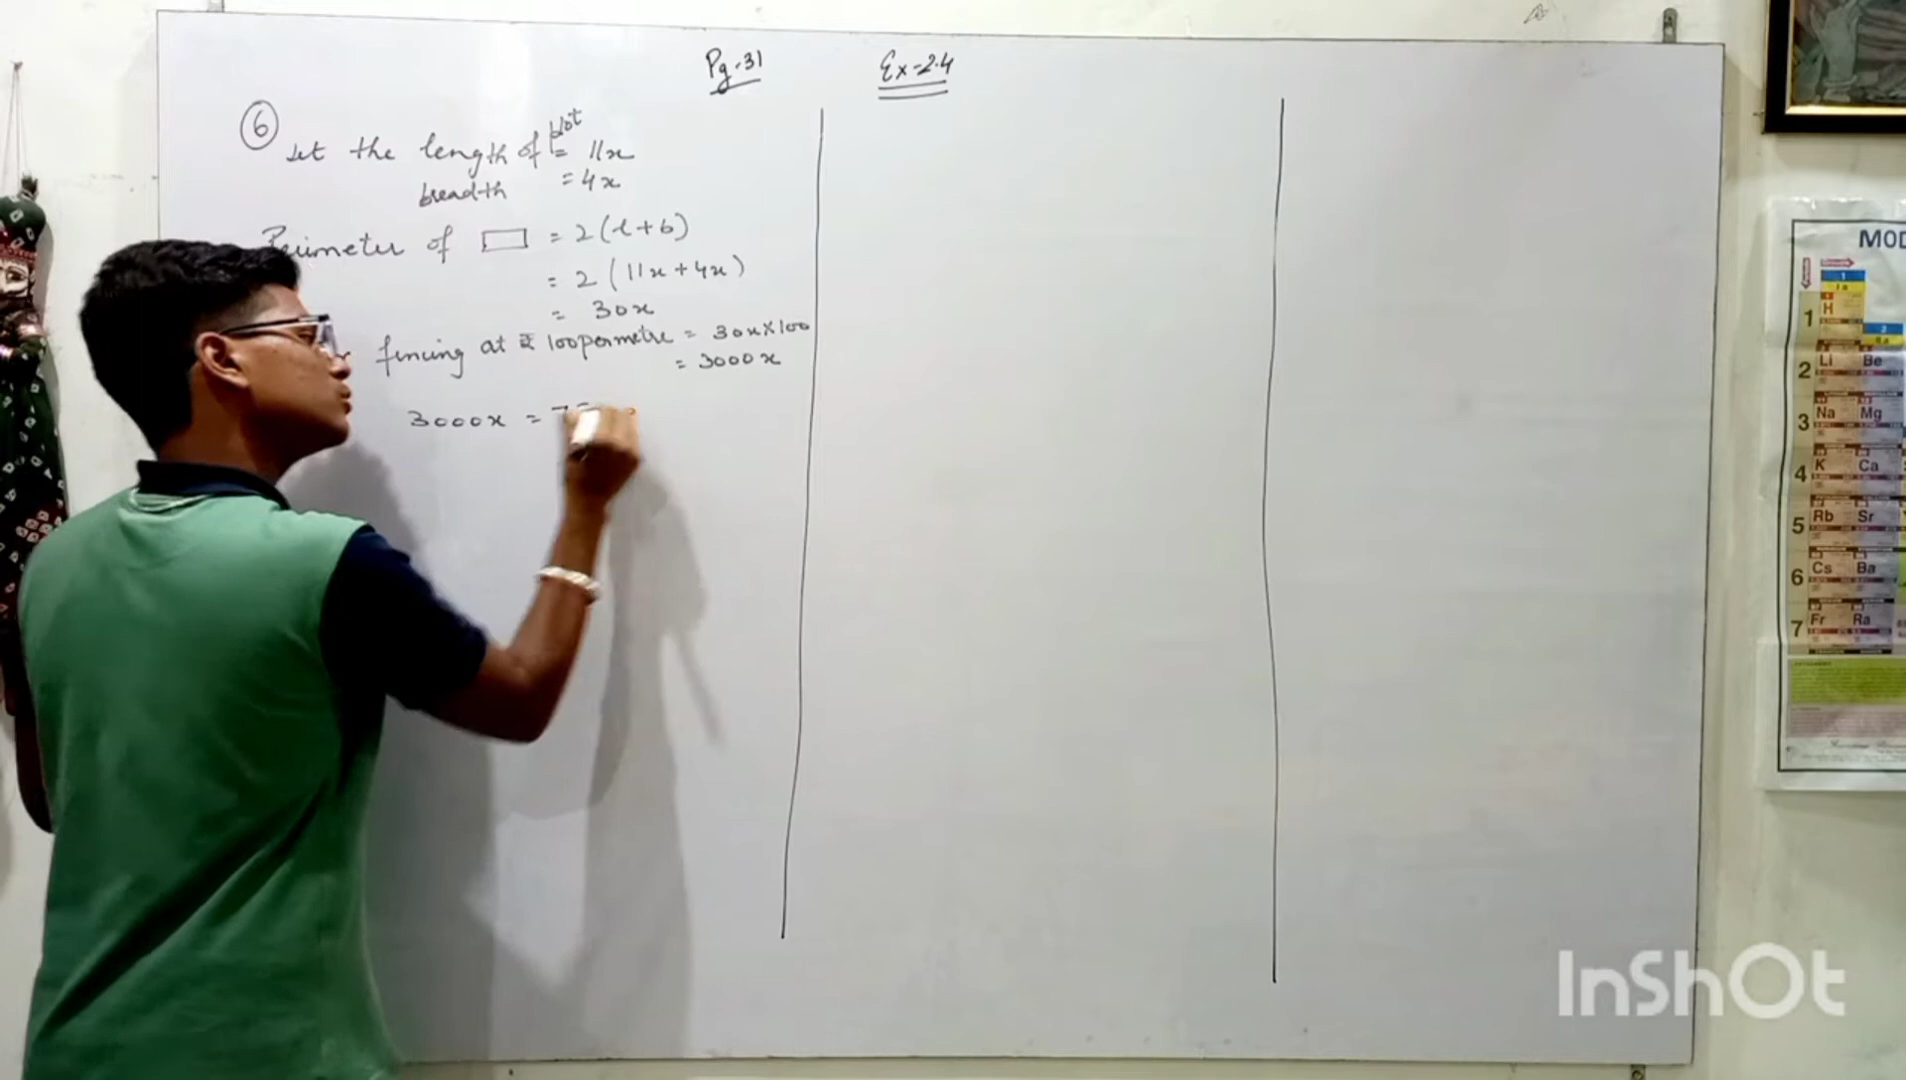 Pg.31 Ex-2.4
6
Let the length of plot = 11x
breadth = 4x
Perimeter of = 2(l+b)
= 2(11x+4x)
= 30x
fencing at ₹ 100 per metre = 30x×100
= 3000x
3000x =
MOD
1 H
2 Li Be
3 Na Mg
4 K Ca
5 Rb Sr
6 Cs Ba
7 Fr Ra
InShOt